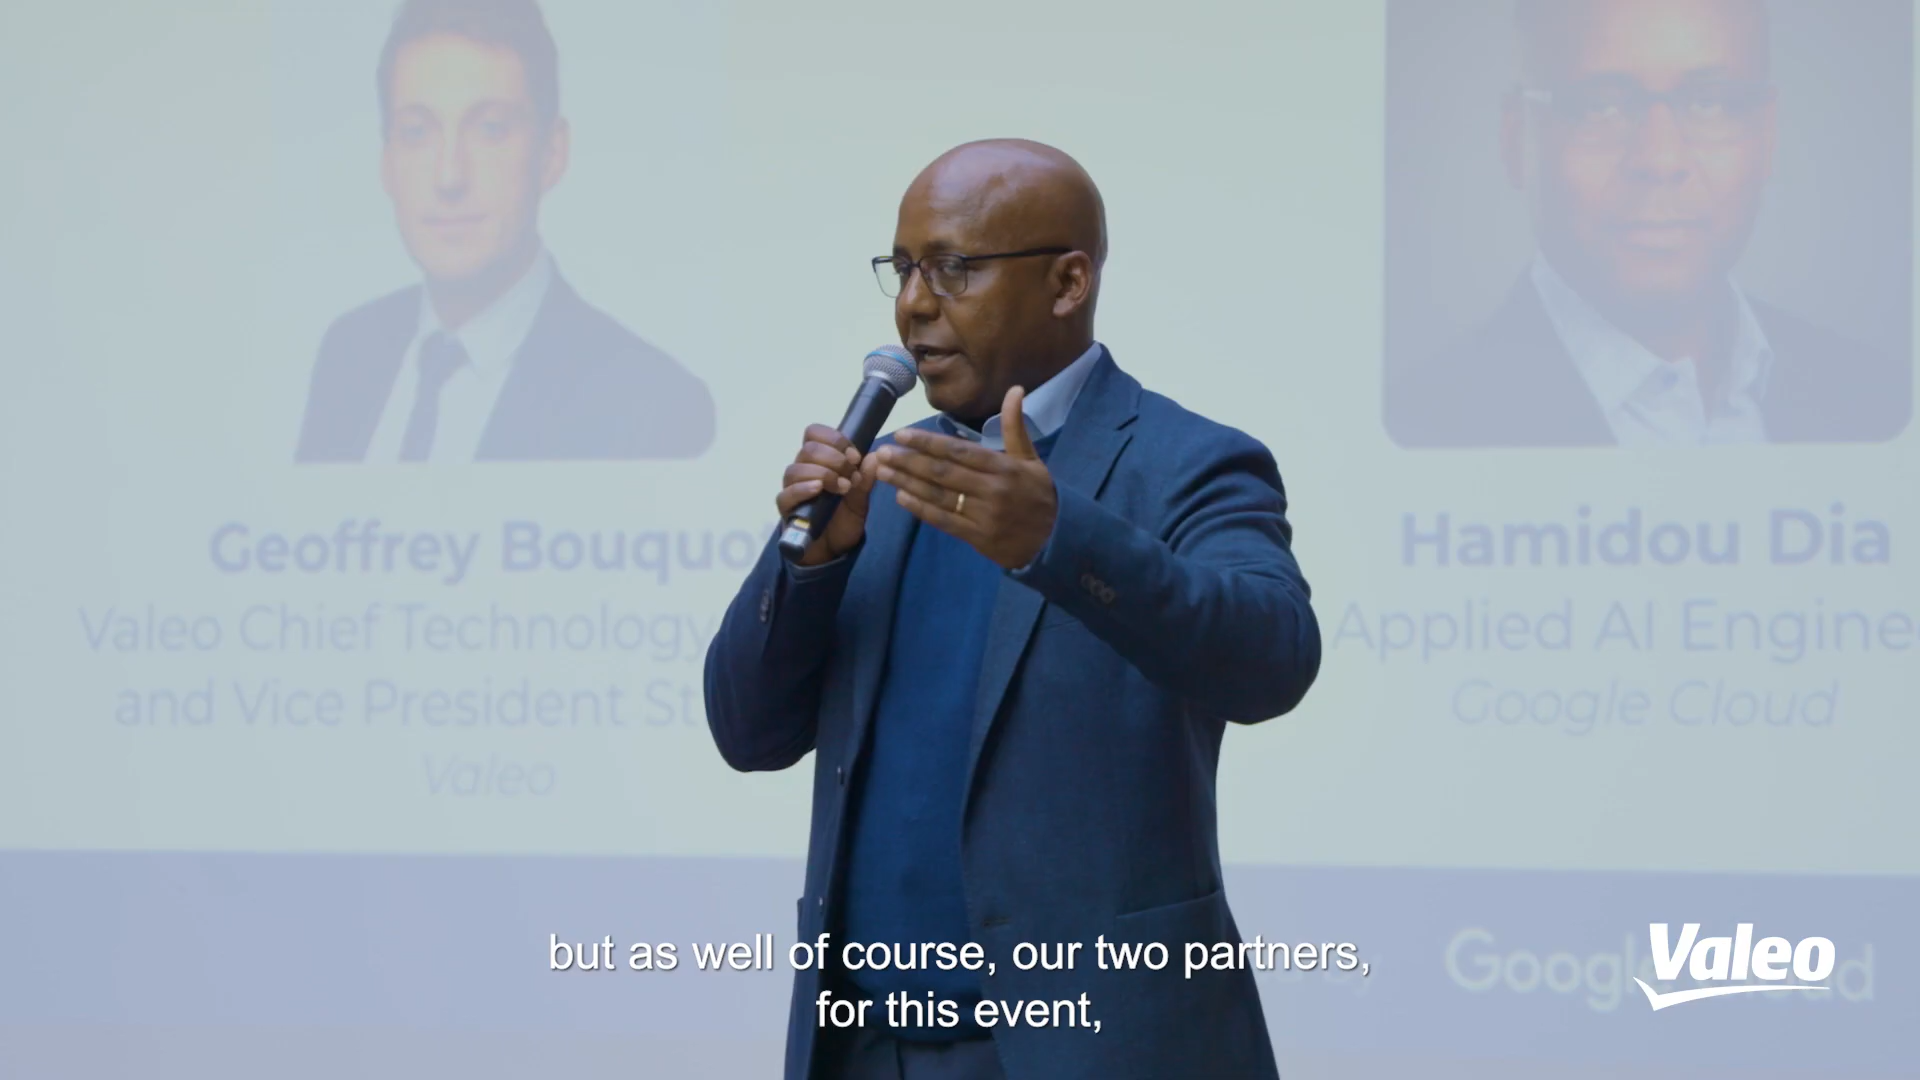 Geoffrey Bouquo
Valeo Chief Technology
and Vice President St
Valeo
Hamidou Dia
Applied AI Engine
Google Cloud
but as well of course, our two partners,
for this event,
Valeo